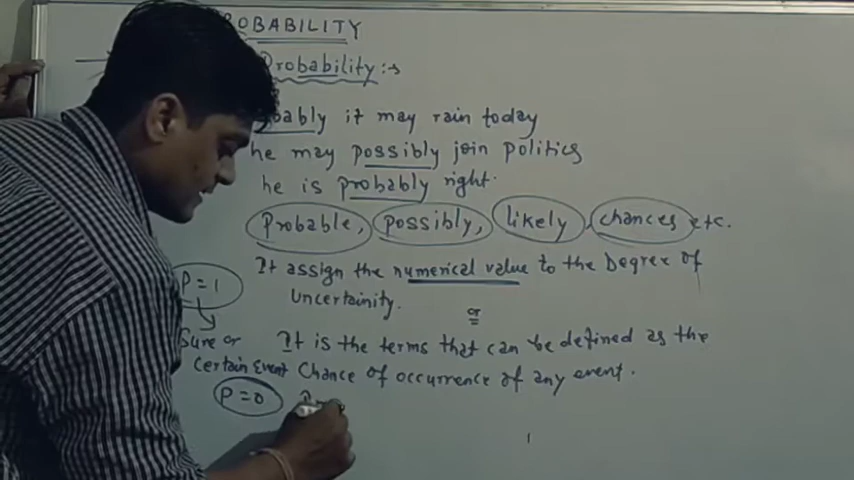 OBABILITY
Probability :→
bably it may rain today
he may possibly join politics
he is probably right.
Probable, possibly, likely, chances etc.
It assign the numerical value to the Degree of
Uncertainity.
or
P = 1
Sure or
Certain Event
It is the terms that can be defined as the
Chance of occurrence of any event.
P = 0